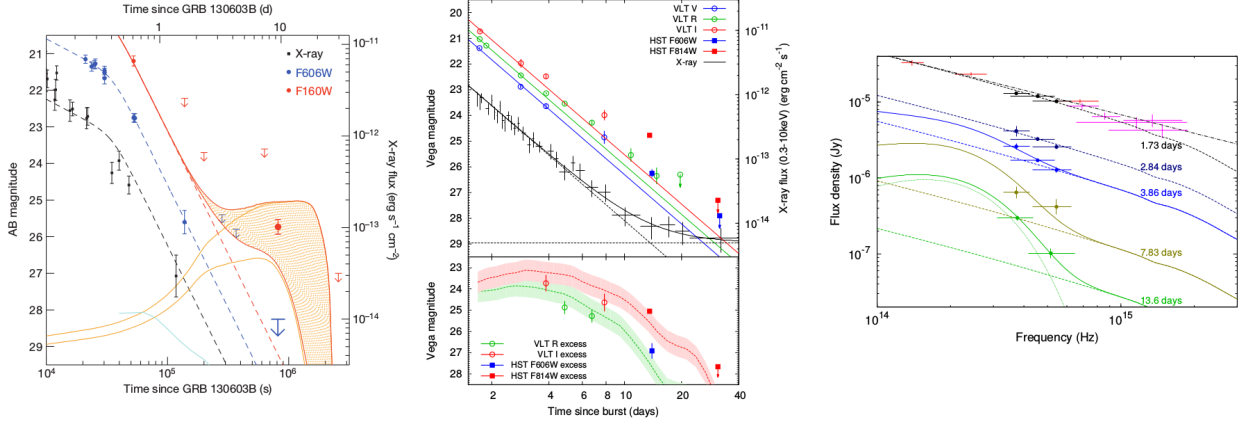 Time since GRB 130603B (d)
1
10
X-ray
F606W
F160W
21
22
23
24
25
26
27
28
29
AB magnitude
10⁻¹¹
10⁻¹²
10⁻¹³
10⁻¹⁴
X-ray flux (erg s⁻¹ cm⁻²)
10⁴
10⁵
10⁶
Time since GRB 130603B (s)
VLT V
VLT R
VLT I
HST F606W
HST F814W
X-ray
20
21
22
23
24
25
26
27
28
29
Vega magnitude
10⁻¹¹
10⁻¹²
10⁻¹³
10⁻¹⁴
X-ray flux (0.3-10keV) (erg cm⁻² s⁻¹)
23
24
25
26
27
28
Vega magnitude
VLT R excess
VLT I excess
HST F606W excess
HST F814W excess
2
4
6
8
10
20
40
Time since burst (days)
10⁻⁵
10⁻⁶
10⁻⁷
Flux density (Jy)
1.73 days
2.84 days
3.86 days
7.83 days
13.6 days
10¹⁴
10¹⁵
Frequency (Hz)